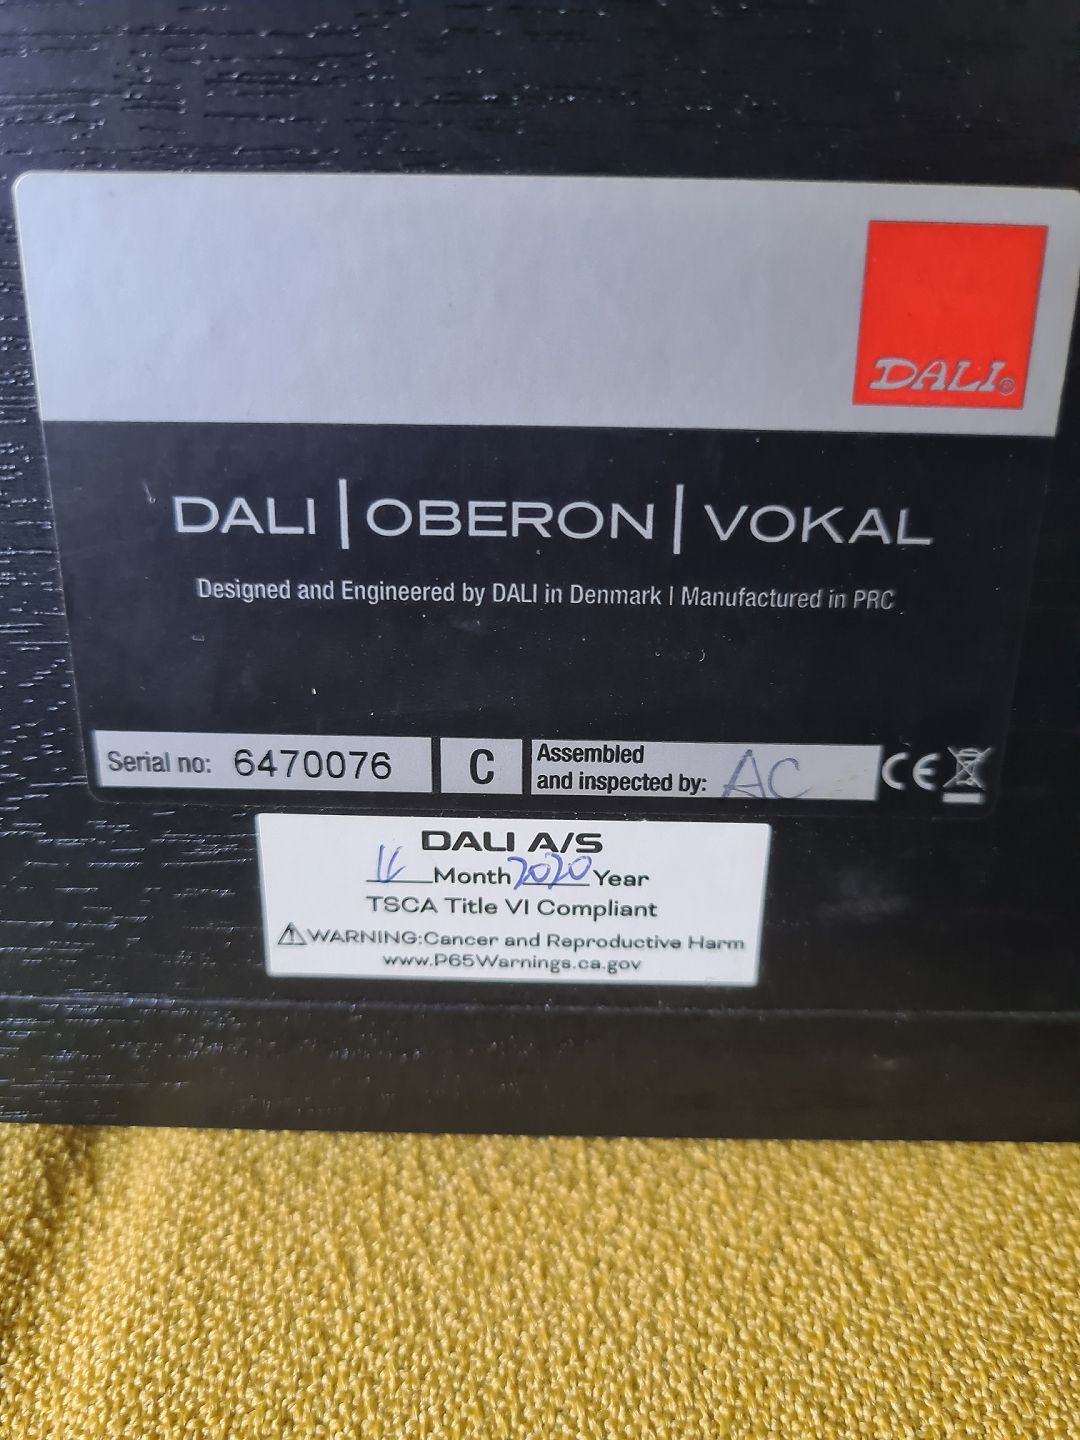 DALI®
DALI | OBERON | VOKAL
Designed and Engineered by DALI in Denmark | Manufactured in PRC
Serial no: 6470076 C Assembled and inspected by: AC CE
DALI A/S
11 Month 2020 Year
TSCA Title VI Compliant
⚠WARNING:Cancer and Reproductive Harm
www.P65Warnings.ca.gov